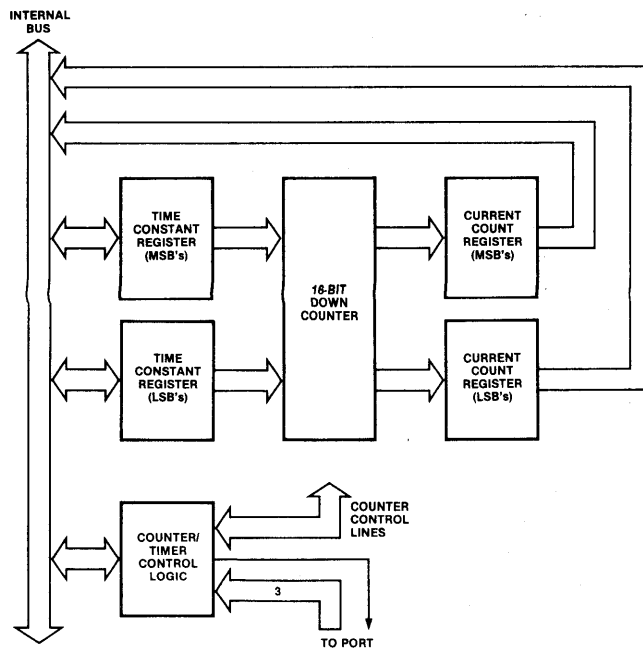 INTERNAL
BUS
TIME
CONSTANT
REGISTER
(MSB's)
16-BIT
DOWN
COUNTER
CURRENT
COUNT
REGISTER
(MSB's)
TIME
CONSTANT
REGISTER
(LSB's)
CURRENT
COUNT
REGISTER
(LSB's)
COUNTER/
TIMER
CONTROL
LOGIC
COUNTER
CONTROL
LINES
3
TO PORT